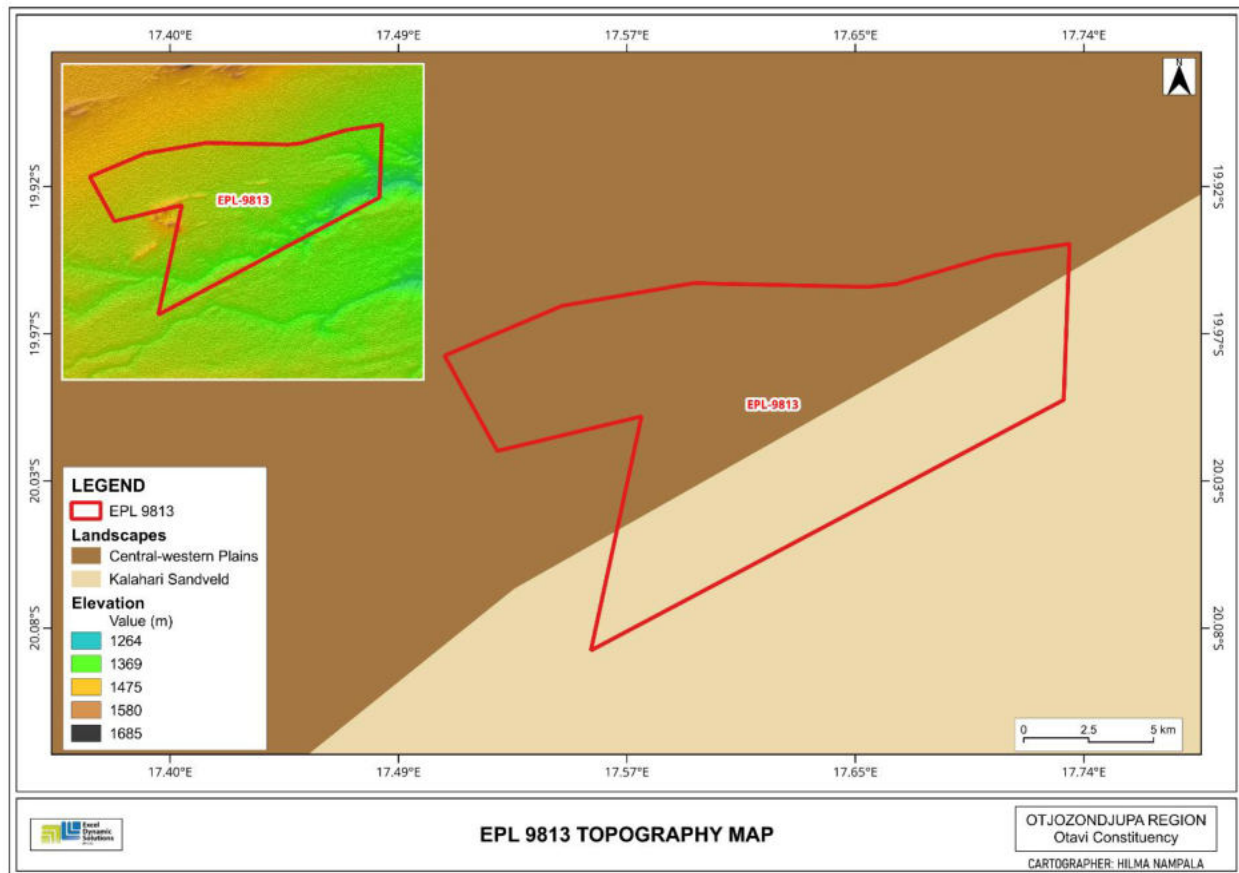 17.40°E 17.49°E 17.57°E 17.65°E 17.74°E
N
EPL-9813
19.92°S 19.92°S
19.97°S 19.97°S
EPL-9813
20.03°S 20.03°S
20.08°S 20.08°S
LEGEND
EPL 9813
Landscapes
Central-western Plains
Kalahari Sandveld
Elevation
Value (m)
1264
1369
1475
1580
1685
0 2.5 5 km
17.40°E 17.49°E 17.57°E 17.65°E 17.74°E
Excel
Dynamic
Solutions
EPL 9813 TOPOGRAPHY MAP
OTJOZONDJUPA REGION
Otavi Constituency
CARTOGRAPHER: HILMA NAMPALA